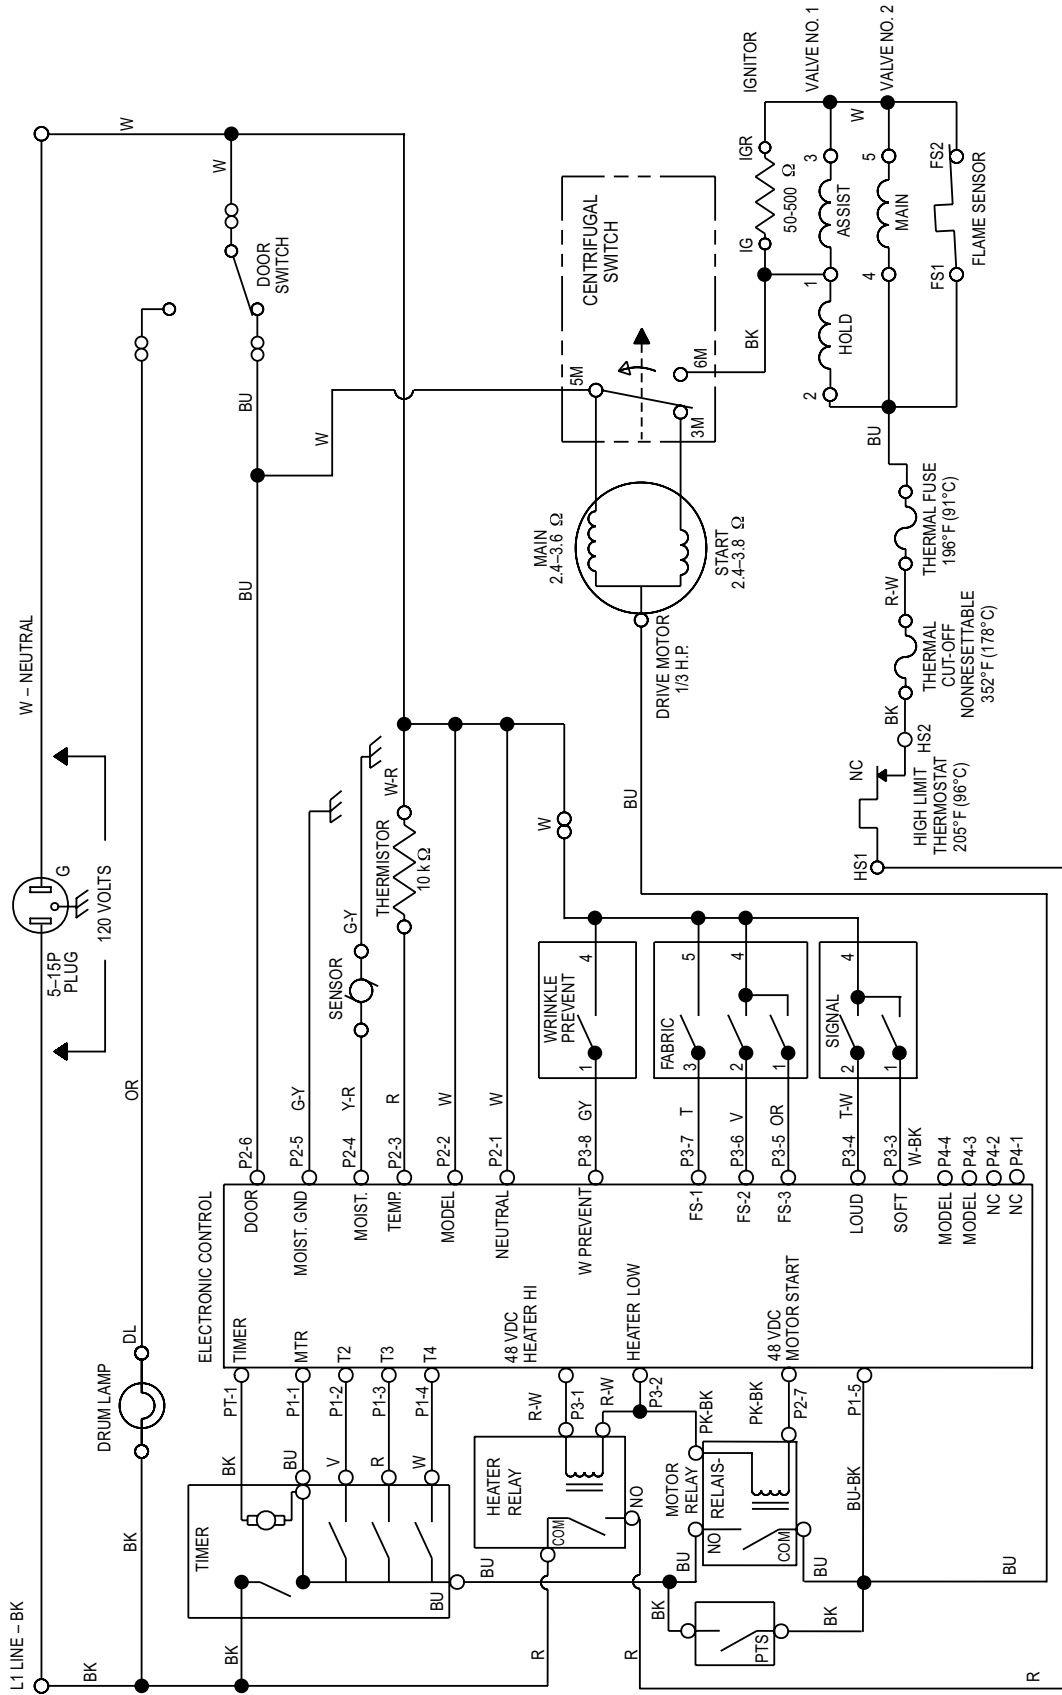 L1 LINE – BK
5–15P
PLUG
G
120 VOLTS
W – NEUTRAL
W
BK
BK
DRUM LAMP
DL
OR
W
DOOR
SWITCH
BU
BU
W
BK
TIMER
BK
BU
V
R
W
BU
BU
PT-1
P1-1
P1-2
P1-3
P1-4
ELECTRONIC CONTROL
TIMER
MTR
T2
T3
T4
48 VDC
HEATER HI
HEATER LOW
48 VDC
MOTOR START
DOOR
MOIST. GND
MOIST.
TEMP.
MODEL
NEUTRAL
W PREVENT
FS-1
FS-2
FS-3
LOUD
SOFT
MODEL
MODEL
NC
NC
P2-6
P2-5
P2-4
P2-3
P2-2
P2-1
P3-8
P3-7
P3-6
P3-5
P3-4
P3-3
P4-4
P4-3
P4-2
P4-1
G-Y
Y-R
R
W
W
GY
T
V
OR
T-W
W-BK
SENSOR
G-Y
THERMISTOR
10 k Ω
W-R
W
WRINKLE
PREVENT
1
4
FABRIC
3
5
2
4
1
SIGNAL
2
4
1
R-W
P3-1
R-W
P3-2
HEATER
RELAY
COM
NO
PK-BK
PK-BK
P2-7
MOTOR
RELAY
RELAIS-
NO
COM
P1-5
BU-BK
BU
BU
BK
BK
PTS
R
R
R
BU
BU
DRIVE MOTOR
1/3 H.P.
MAIN
2.4–3.6 Ω
START
2.4–3.8 Ω
CENTRIFUGAL
SWITCH
5M
6M
3M
BK
IGNITOR
IG
IGR
50-500 Ω
VALVE NO. 1
HOLD
ASSIST
2
1
3
VALVE NO. 2
MAIN
4
5
W
FS1
FS2
FLAME SENSOR
BU
THERMAL FUSE
196°F (91°C)
R-W
THERMAL
CUT-OFF
NONRESETTABLE
352°F (178°C)
BK
HS2
NC
HS1
HIGH LIMIT
THERMOSTAT
205°F (96°C)